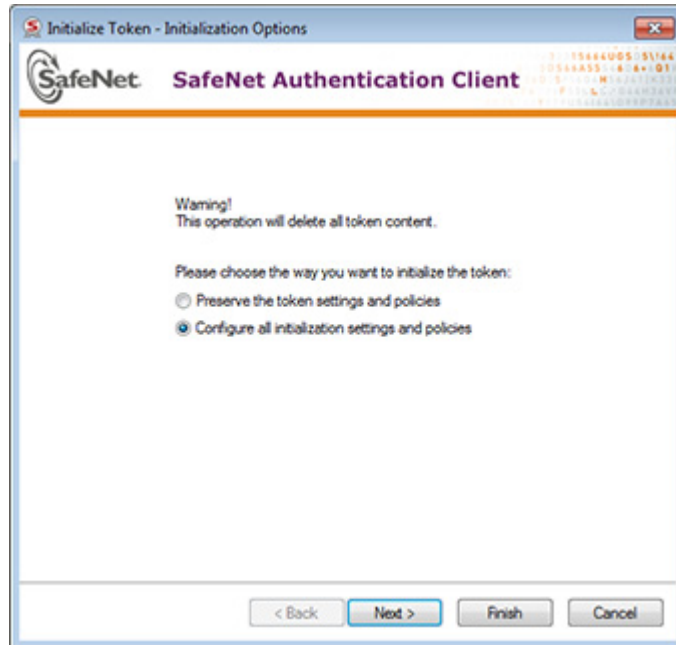 Initialize Token - Initialization Options
SafeNet. SafeNet Authentication Client
Warning!
This operation will delete all token content.
Please choose the way you want to initialize the token:
Preserve the token settings and policies
Configure all initialization settings and policies
< Back Next > Finish Cancel